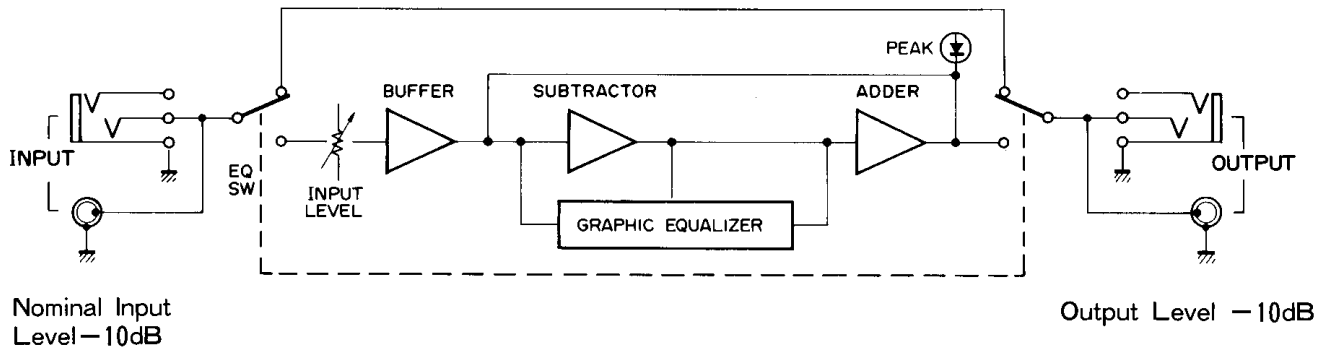 PEAK
BUFFER
SUBTRACTOR
ADDER
INPUT
EQ
SW
INPUT
LEVEL
GRAPHIC EQUALIZER
OUTPUT
Nominal Input
Level－10dB
Output Level －10dB